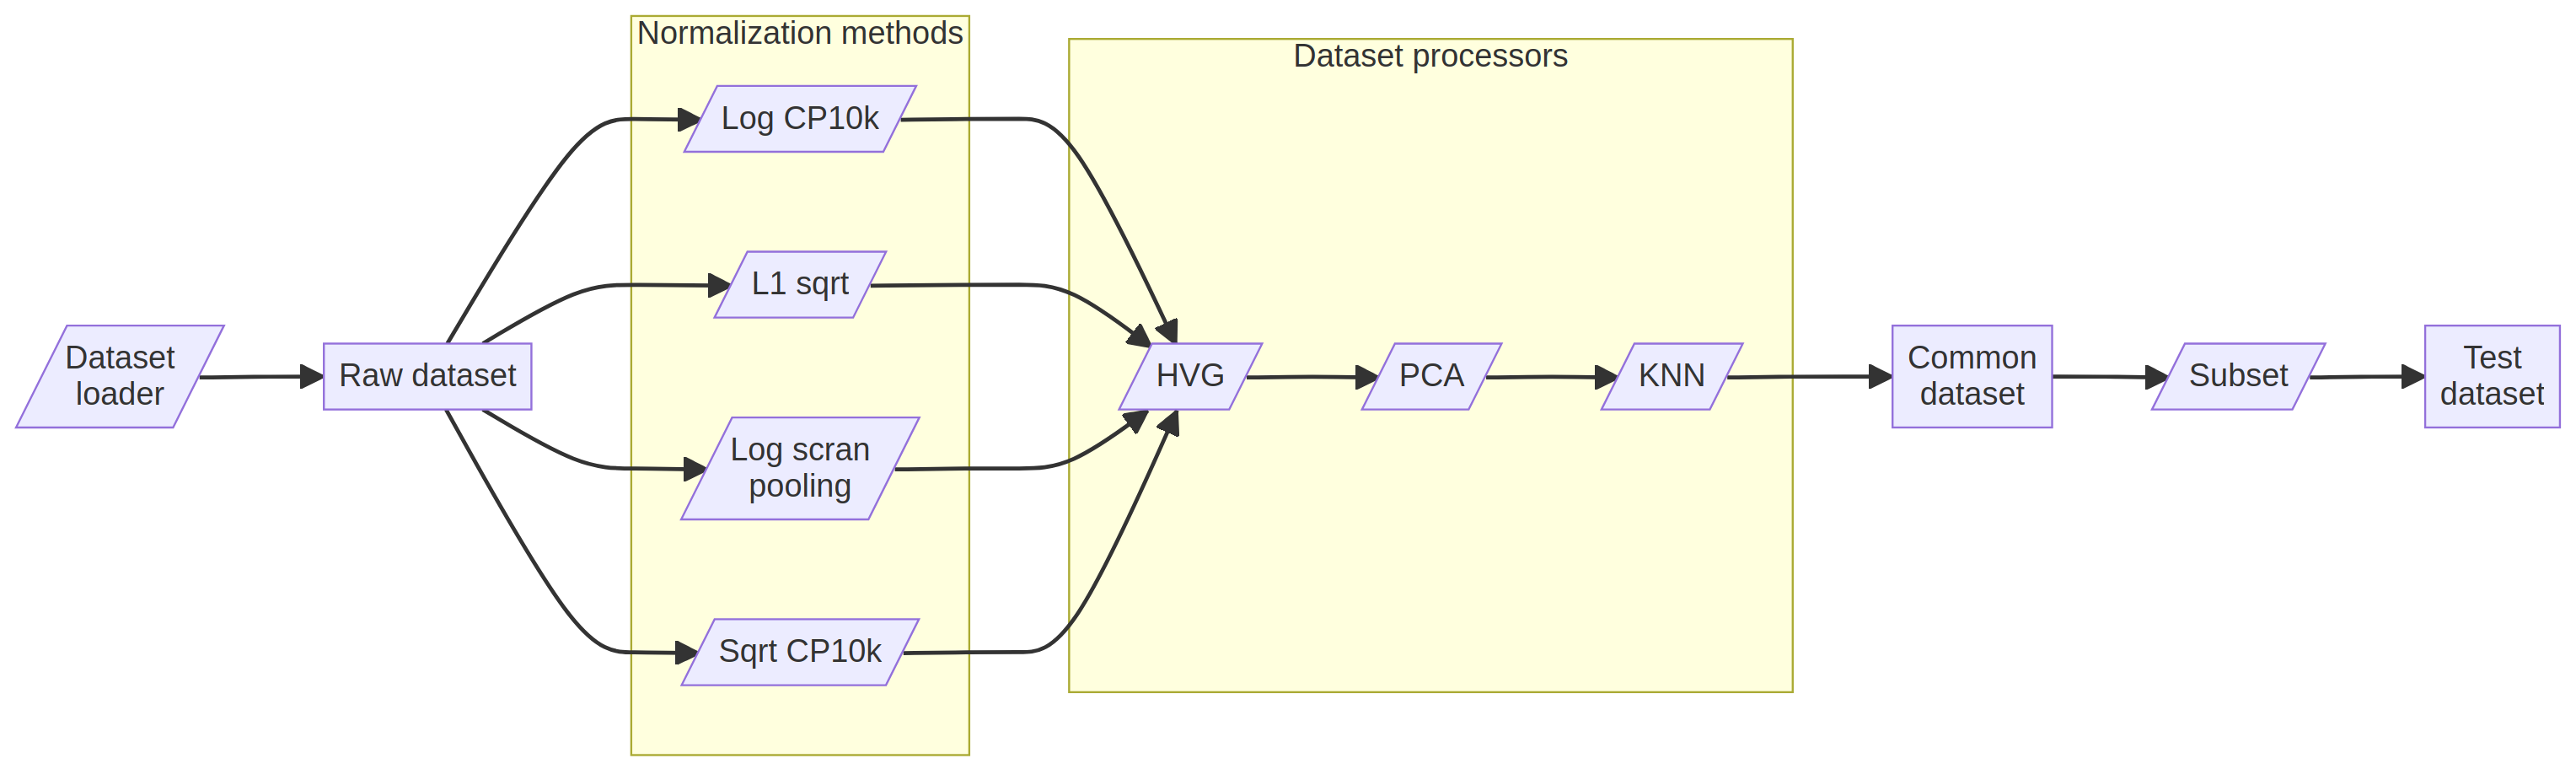 Normalization methods
Dataset processors
Dataset
loader
Raw dataset
Log CP10k
L1 sqrt
Log scran
pooling
Sqrt CP10k
HVG
PCA
KNN
Common
dataset
Subset
Test
dataset